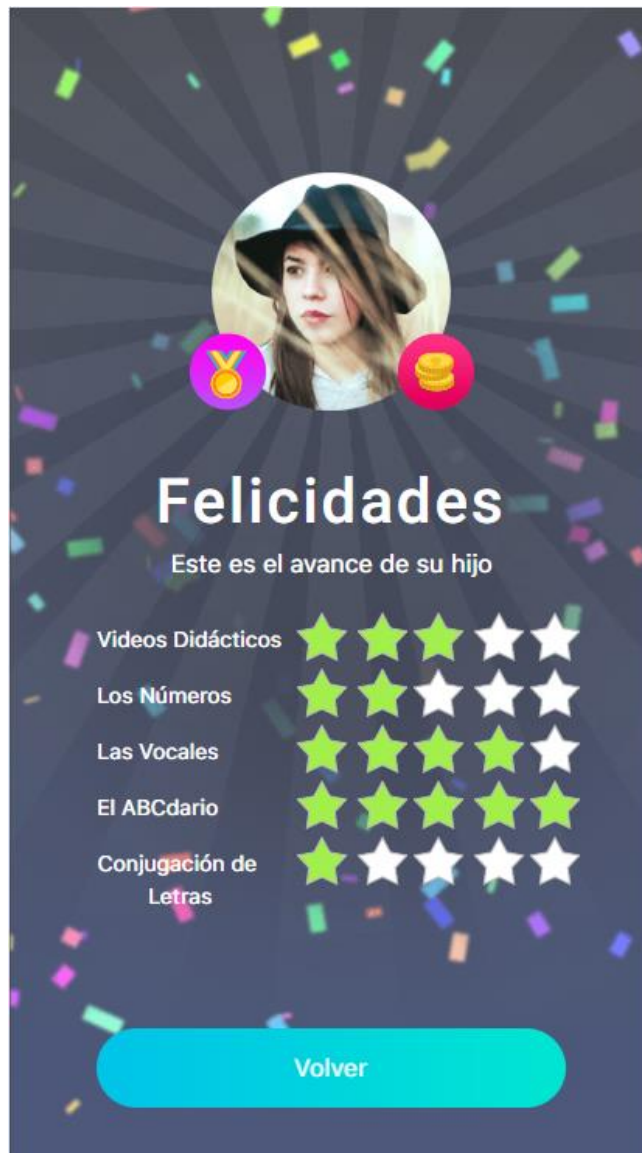 Felicidades
Este es el avance de su hijo
Videos Didácticos
Los Números
Las Vocales
El ABCdario
Conjugación de
Letras
Volver